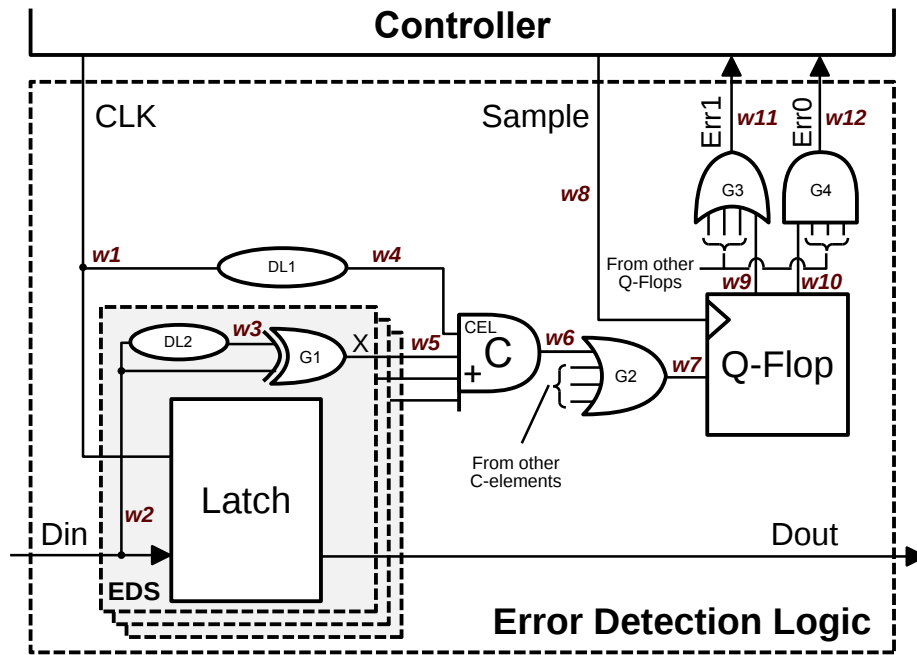 Controller
CLK
Sample
Err1
w11
Err0
w12
w8
G3
G4
w1
DL1
w4
From other
Q-Flops
w9
w10
DL2
w3
G1
X
w5
CEL
C
+
w6
G2
w7
Q-Flop
From other
C-elements
Latch
w2
Din
Dout
EDS
Error Detection Logic